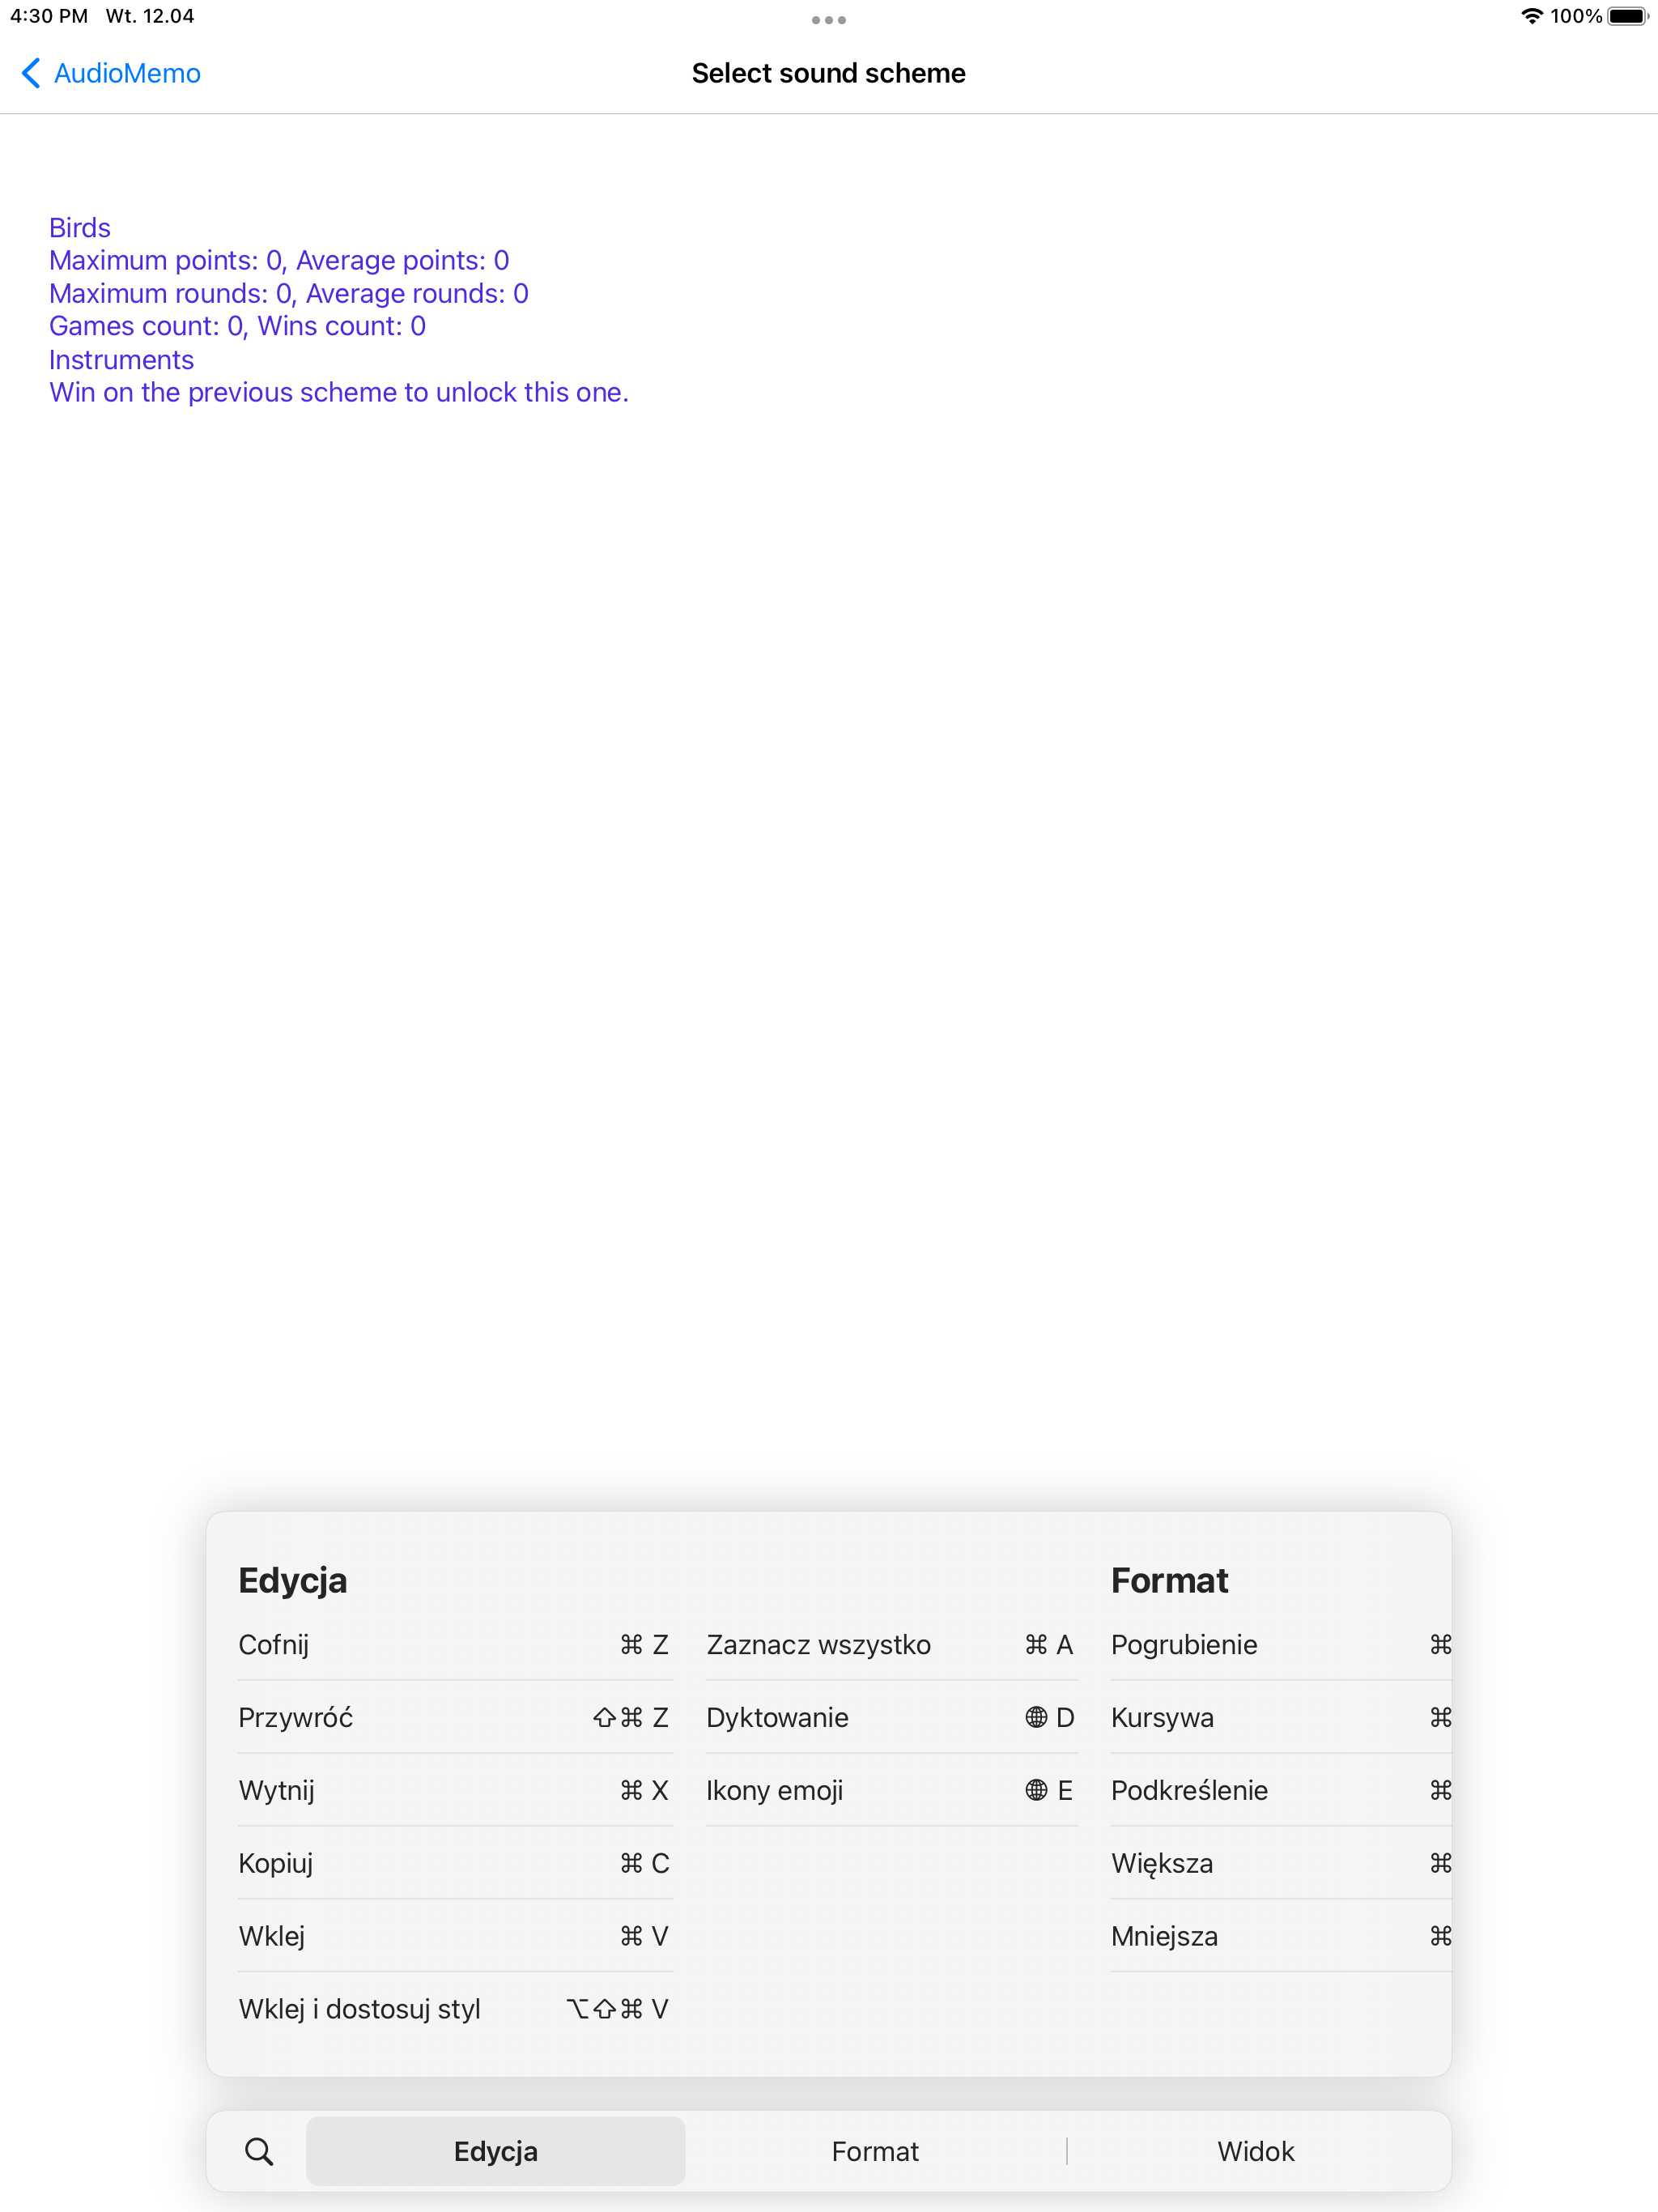 4:30 PM Wt. 12.04 100%
AudioMemo Select sound scheme
Birds
Maximum points: 0, Average points: 0
Maximum rounds: 0, Average rounds: 0
Games count: 0, Wins count: 0
Instruments
Win on the previous scheme to unlock this one.
Edycja
Cofnij ⌘ Z
Przywróć ⇧⌘ Z
Wytnij ⌘ X
Kopiuj ⌘ C
Wklej ⌘ V
Wklej i dostosuj styl ⌥⇧⌘ V
Zaznacz wszystko ⌘ A
Dyktowanie 🌐 D
Ikony emoji 🌐 E
Format
Pogrubienie ⌘
Kursywa ⌘
Podkreślenie ⌘
Większa ⌘
Mniejsza ⌘
Edycja Format Widok